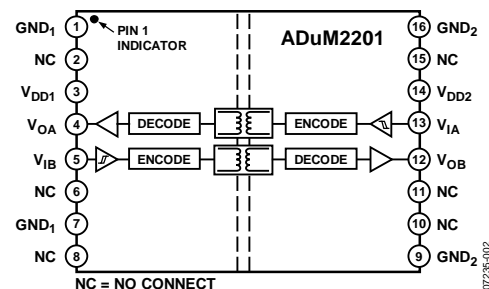 GND1 1 PIN 1 INDICATOR ADuM2201 16 GND2
NC 2 15 NC
VDD1 3 14 VDD2
VOA 4 DECODE ENCODE 13 VIA
VIB 5 ENCODE DECODE 12 VOB
NC 6 11 NC
GND1 7 10 NC
NC 8 9 GND2
NC = NO CONNECT
07235-002